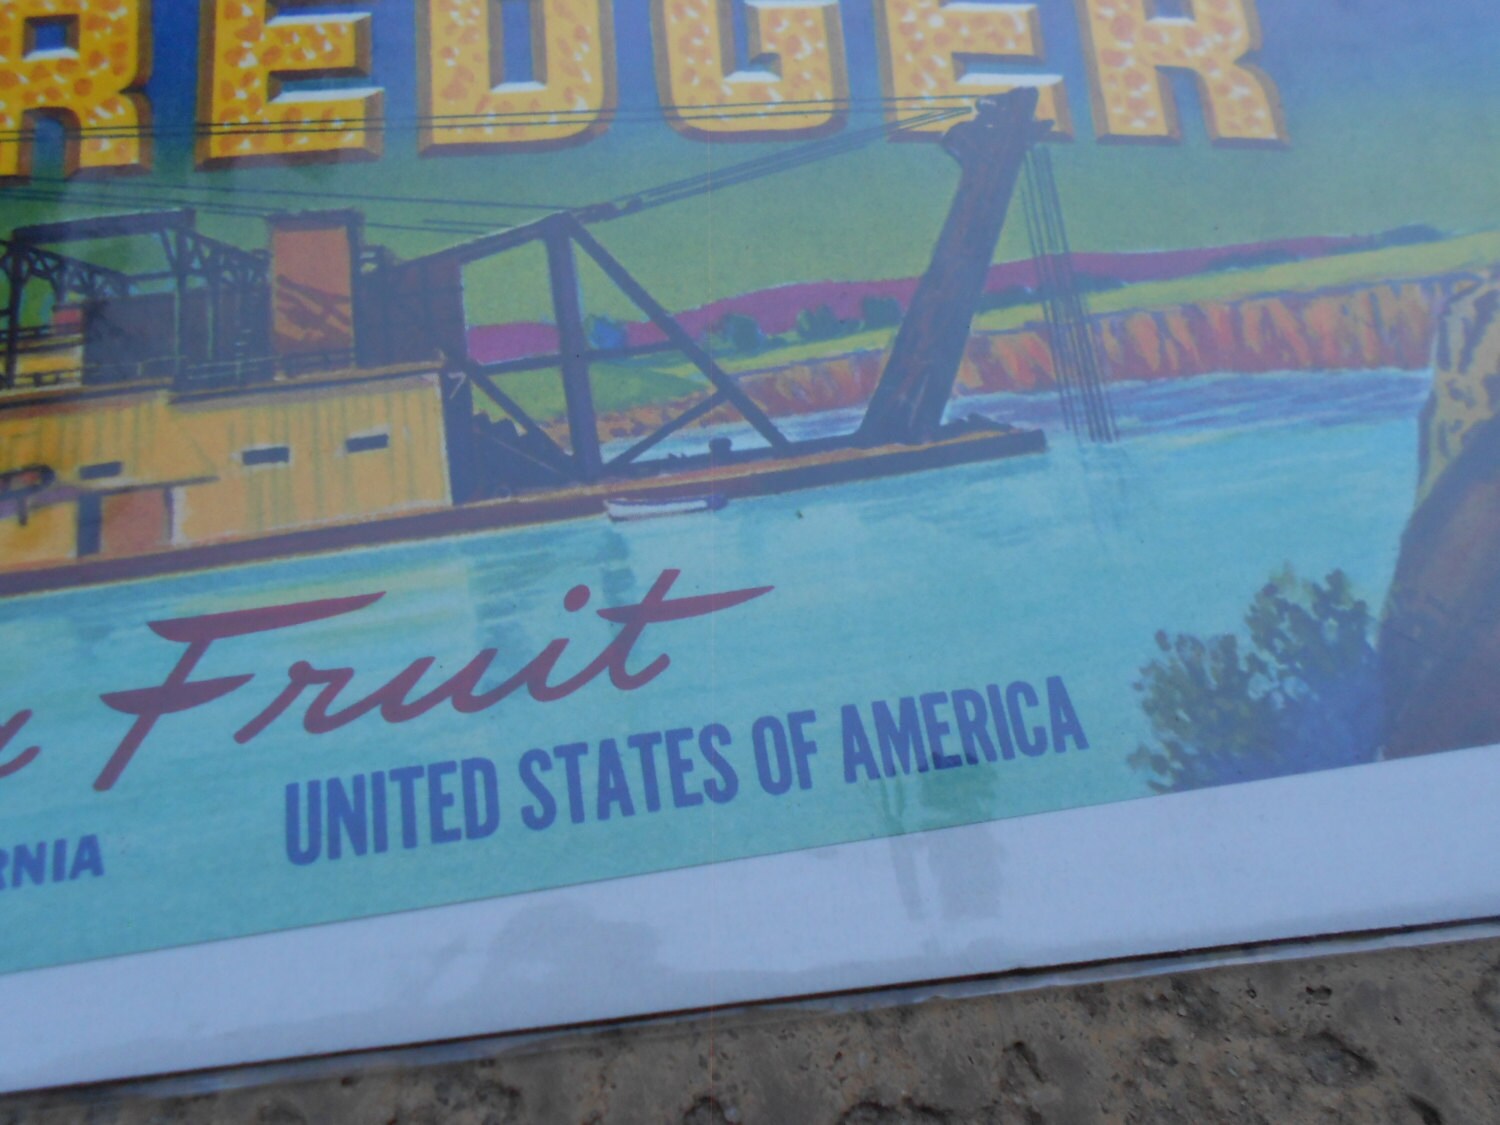 REDGER
Fruit
UNITED STATES OF AMERICA
RNIA